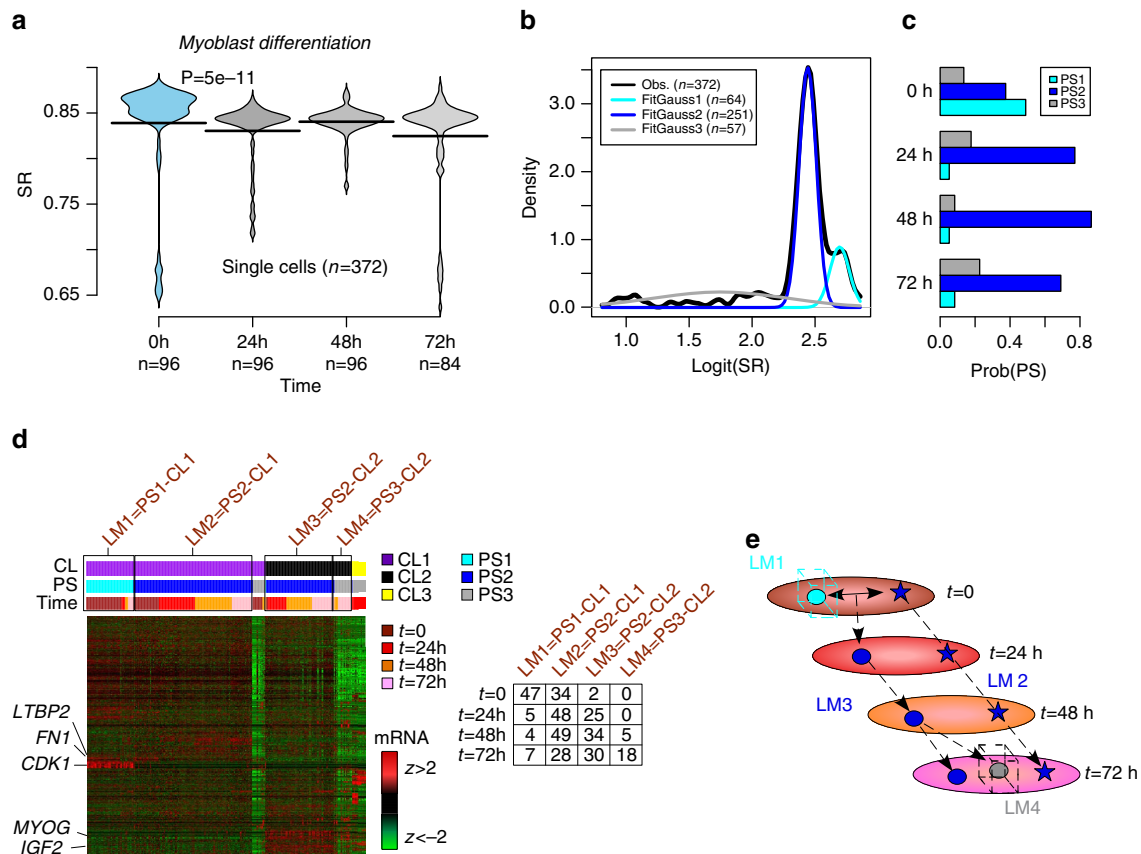 a
Myoblast differentiation
P=5e−11
SR
0.85
0.75
0.65
Single cells (n=372)
0h
24h
48h
72h
n=96
n=96
n=96
n=84
Time
b
Density
3.0
2.0
1.0
0.0
Obs. (n=372)
FitGauss1 (n=64)
FitGauss2 (n=251)
FitGauss3 (n=57)
1.0
1.5
2.0
2.5
Logit(SR)
c
0 h
24 h
48 h
72 h
PS1
PS2
PS3
0.0
0.4
0.8
Prob(PS)
d
LM1=PS1-CL1
LM2=PS2-CL1
LM3=PS2-CL2
LM4=PS3-CL2
CL
PS
Time
CL1
CL2
CL3
PS1
PS2
PS3
t=0
t=24h
t=48h
t=72h
LTBP2
FN1
CDK1
MYOG
IGF2
mRNA
z>2
z<−2
LM1=PS1-CL1
LM2=PS2-CL1
LM3=PS2-CL2
LM4=PS3-CL2
t=0 47 34 2 0
t=24h 5 48 25 0
t=48h 4 49 34 5
t=72h 7 28 30 18
e
LM1
t=0
t=24 h
LM 2
LM3
t=48 h
t=72 h
LM4